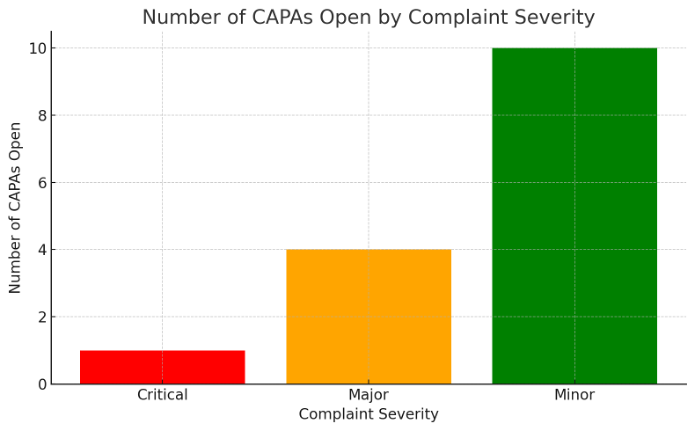 Number of CAPAs Open by Complaint Severity
Number of CAPAs Open
10
8
6
4
2
0
Critical Major Minor
Complaint Severity